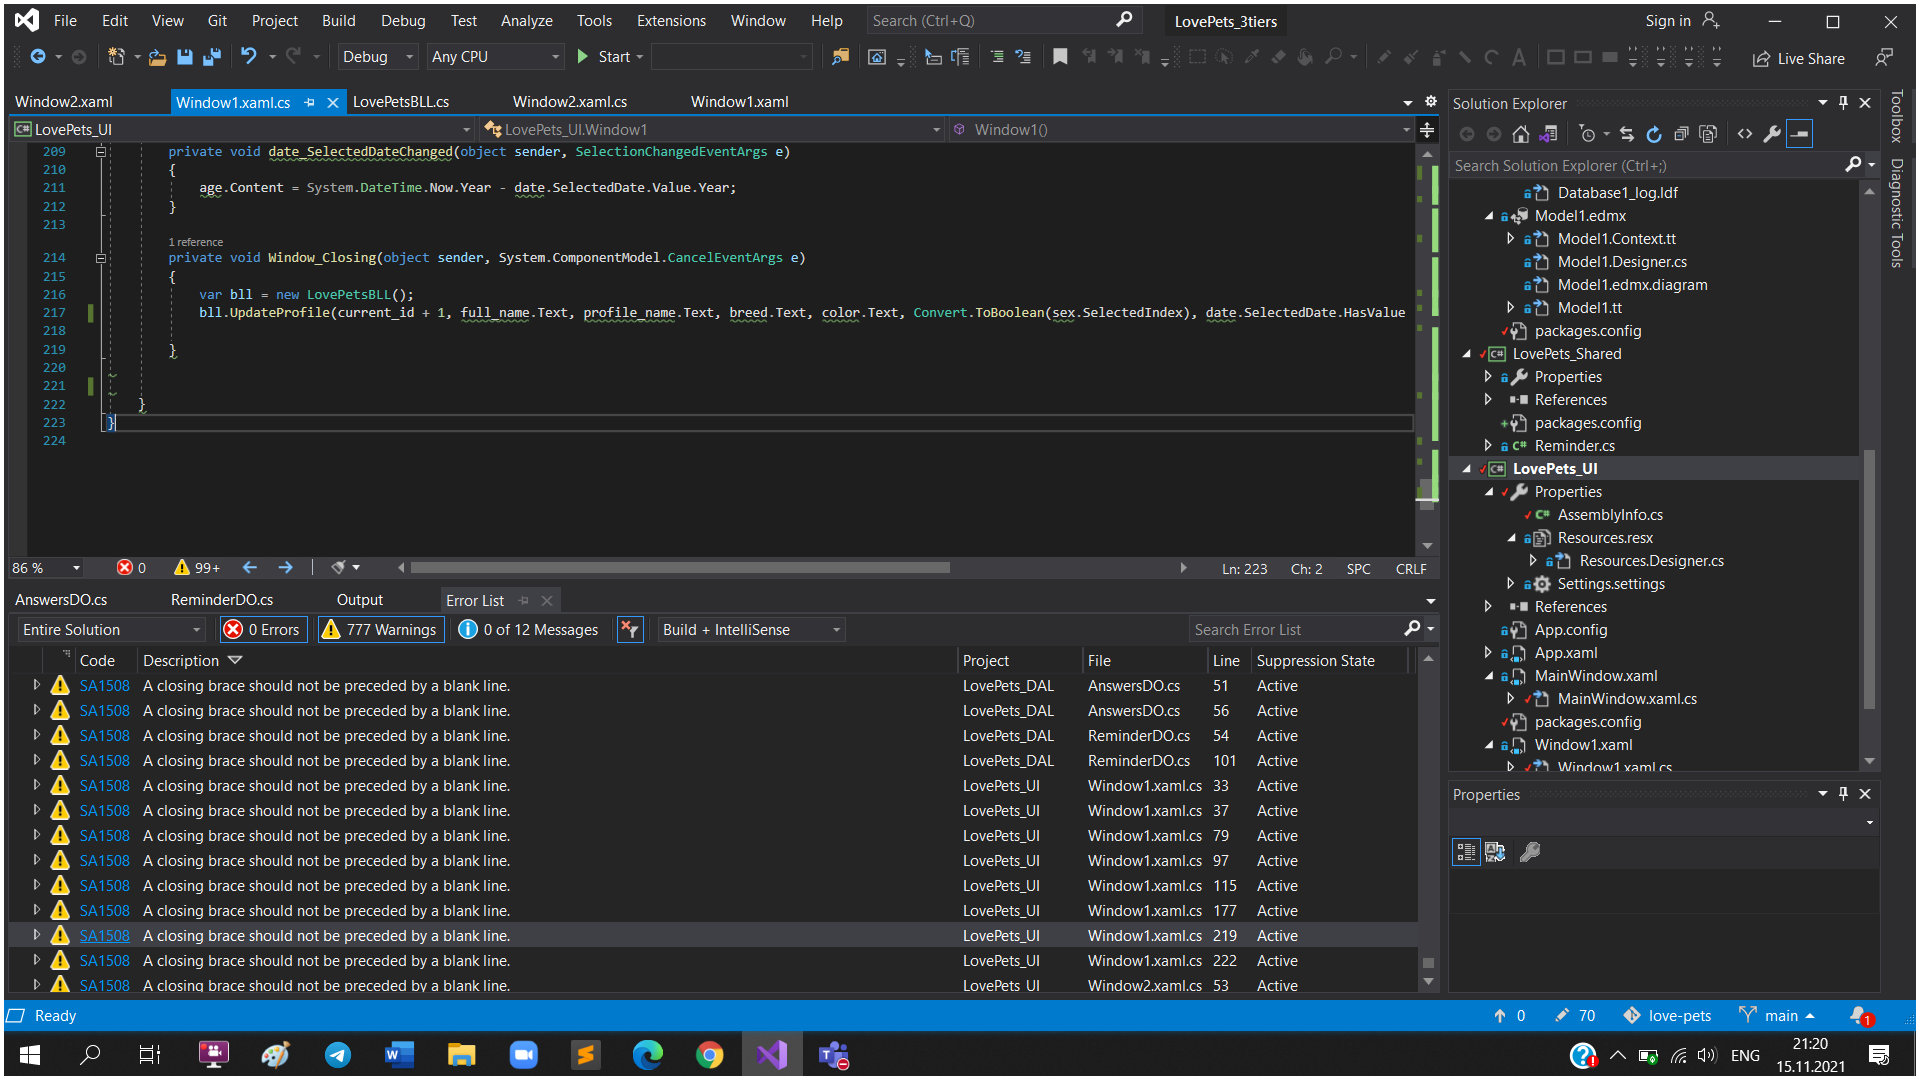 File Edit View Git Project Build Debug Test Analyze Tools Extensions Window Help Search (Ctrl+Q) LovePets_3tiers Sign in
Debug Any CPU Start Live Share
Window2.xaml Window1.xaml.cs LovePetsBLL.cs Window2.xaml.cs Window1.xaml
LovePets_UI LovePets_UI.Window1 Window1()
209 private void date_SelectedDateChanged(object sender, SelectionChangedEventArgs e)
210 {
211 age.Content = System.DateTime.Now.Year - date.SelectedDate.Value.Year;
212 }
213
1 reference
214 private void Window_Closing(object sender, System.ComponentModel.CancelEventArgs e)
215 {
216 var bll = new LovePetsBLL();
217 bll.UpdateProfile(current_id + 1, full_name.Text, profile_name.Text, breed.Text, color.Text, Convert.ToBoolean(sex.SelectedIndex), date.SelectedDate.HasValue
218
219 }
220
221
222 }
223 }
224
86 % 0 99+ Ln: 223 Ch: 2 SPC CRLF
AnswersDO.cs ReminderDO.cs Output Error List
Entire Solution 0 Errors 777 Warnings 0 of 12 Messages Build + IntelliSense Search Error List
Code Description Project File Line Suppression State
SA1508 A closing brace should not be preceded by a blank line. LovePets_DAL AnswersDO.cs 51 Active
SA1508 A closing brace should not be preceded by a blank line. LovePets_DAL AnswersDO.cs 56 Active
SA1508 A closing brace should not be preceded by a blank line. LovePets_DAL ReminderDO.cs 54 Active
SA1508 A closing brace should not be preceded by a blank line. LovePets_DAL ReminderDO.cs 101 Active
SA1508 A closing brace should not be preceded by a blank line. LovePets_UI Window1.xaml.cs 33 Active
SA1508 A closing brace should not be preceded by a blank line. LovePets_UI Window1.xaml.cs 37 Active
SA1508 A closing brace should not be preceded by a blank line. LovePets_UI Window1.xaml.cs 79 Active
SA1508 A closing brace should not be preceded by a blank line. LovePets_UI Window1.xaml.cs 97 Active
SA1508 A closing brace should not be preceded by a blank line. LovePets_UI Window1.xaml.cs 115 Active
SA1508 A closing brace should not be preceded by a blank line. LovePets_UI Window1.xaml.cs 177 Active
SA1508 A closing brace should not be preceded by a blank line. LovePets_UI Window1.xaml.cs 219 Active
SA1508 A closing brace should not be preceded by a blank line. LovePets_UI Window1.xaml.cs 222 Active
SA1508 A closing brace should not be preceded by a blank line. LovePets_UI Window2.xaml.cs 53 Active
Solution Explorer
Search Solution Explorer (Ctrl+;)
Database1_log.ldf
Model1.edmx
Model1.Context.tt
Model1.Designer.cs
Model1.edmx.diagram
Model1.tt
packages.config
LovePets_Shared
Properties
References
packages.config
Reminder.cs
LovePets_UI
Properties
AssemblyInfo.cs
Resources.resx
Resources.Designer.cs
Settings.settings
References
App.config
App.xaml
MainWindow.xaml
MainWindow.xaml.cs
packages.config
Window1.xaml
Window1.xaml.cs
Properties
Toolbox
Diagnostic Tools
Ready 0 70 love-pets main 1
ENG 21:20
15.11.2021